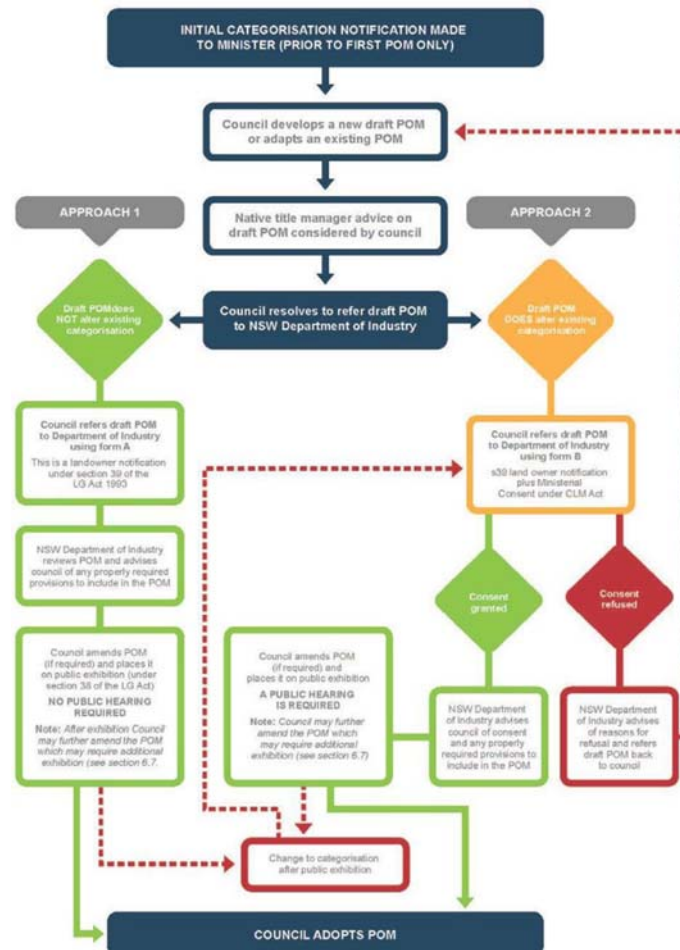 INITIAL CATEGORISATION NOTIFICATION MADE
TO MINISTER (PRIOR TO FIRST POM ONLY)
Council develops a new draft POM
or adapts an existing POM
APPROACH 1
Native title manager advice on
draft POM considered by council
APPROACH 2
Draft POMdoes
NOT alter existing
categorisation
Council resolves to refer draft POM
to NSW Department of Industry
Draft POM
DOES alter existing
categorisation
Council refers draft POM
to Department of Industry
using form A
This is a landowner notification
under section 39 of the
LG Act 1993
Council refers draft POM
to Department of Industry
using form B
s39 land owner notification
plus Ministerial
Consent under CLM Act
NSW Department of Industry
reviews POM and advises
council of any properly required
provisions to include in the POM
Consent
granted
Consent
refused
Council amends POM
(if required) and places it
on public exhibition (under
section 38 of the LG Act)
NO PUBLIC HEARING
REQUIRED
Note: After exhibition Council
may further amend the POM
which may require additional
exhibition (see section 6.7.
Council amends POM
(if required) and
places it on public exhibition
A PUBLIC HEARING
IS REQUIRED
Note: Council may further
amend the POM which may
require additional
exhibition (see section 6.7)
NSW Department
of Industry advises
council of consent
and any properly
required provisions to
include in the POM
NSW Department
of Industry advises
of reasons for
refusal and refers
draft POM back
to council
Change to categorisation
after public exhibition
COUNCIL ADOPTS POM